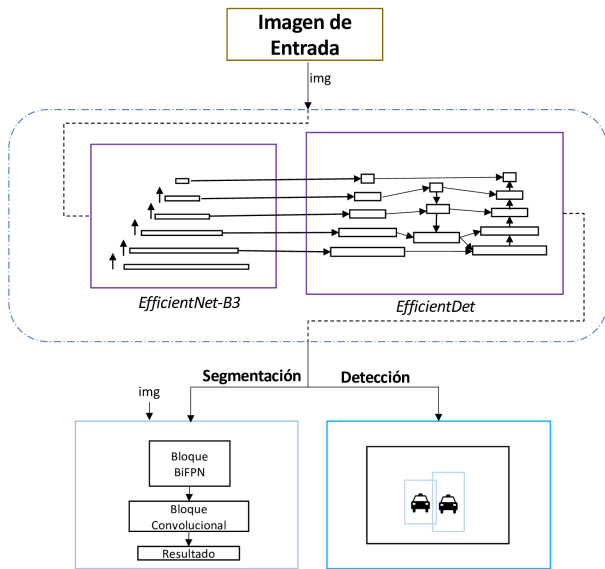 Imagen de
Entrada
img
EfficientNet-B3
EfficientDet
Segmentación
Detección
img
Bloque
BiFPN
Bloque
Convolucional
Resultado